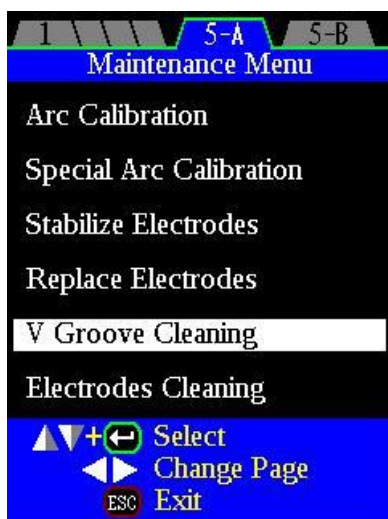 1 5-A 5-B
Maintenance Menu
Arc Calibration
Special Arc Calibration
Stabilize Electrodes
Replace Electrodes
V Groove Cleaning
Electrodes Cleaning
+ Select
Change Page
ESC Exit